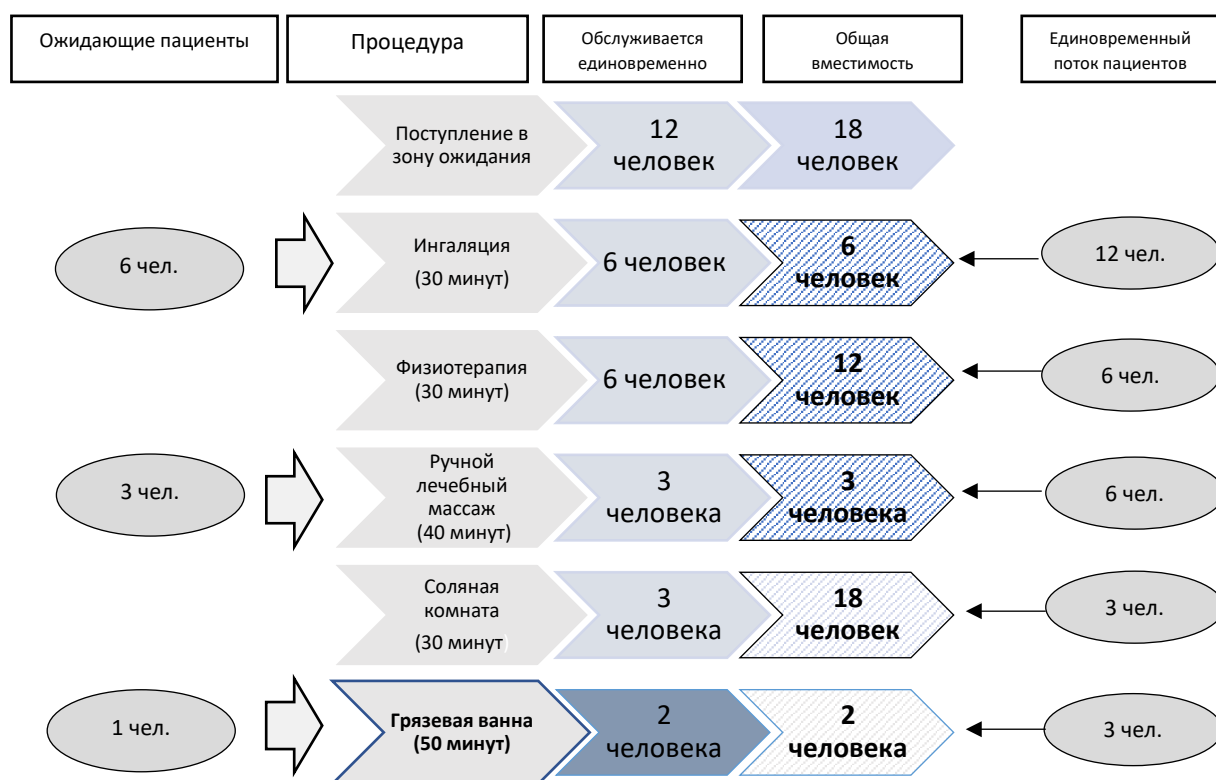 Ожидающие пациенты
Процедура
Обслуживается
единовременно
Общая
вместимость
Единовременный
поток пациентов
Поступление в
зону ожидания
12
человек
18
человек
6 чел.
Ингаляция
(30 минут)
6 человек
6
человек
12 чел.
Физиотерапия
(30 минут)
6 человек
12
человек
6 чел.
3 чел.
Ручной
лечебный
массаж
(40 минут)
3
человека
3
человека
6 чел.
Соляная
комната
(30 минут)
3
человека
18
человек
3 чел.
1 чел.
Грязевая ванна
(50 минут)
2
человека
2
человека
3 чел.